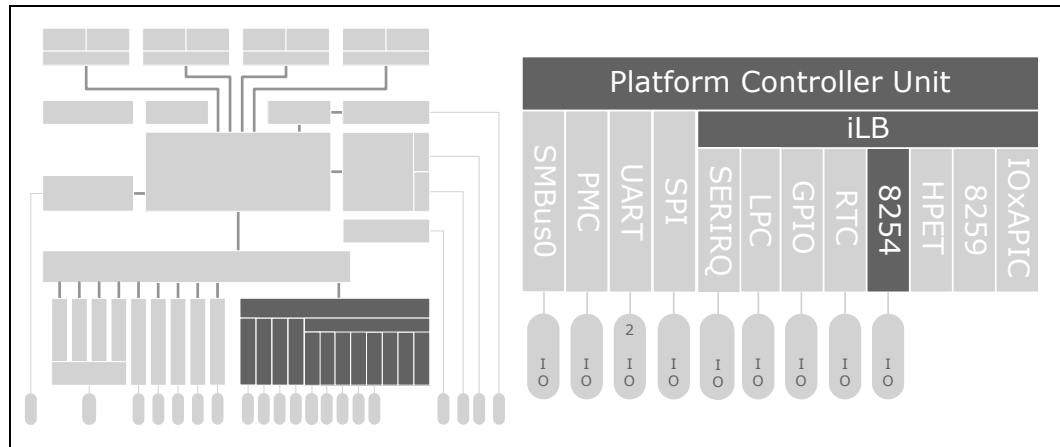 Platform Controller Unit
iLB
SMBus0
PMC
UART
SPI
SERIRQ
LPC
GPIO
RTC
8254
HPET
8259
IOxAPIC
IO
IO
2 IO
IO
IO
IO
IO
IO
IO